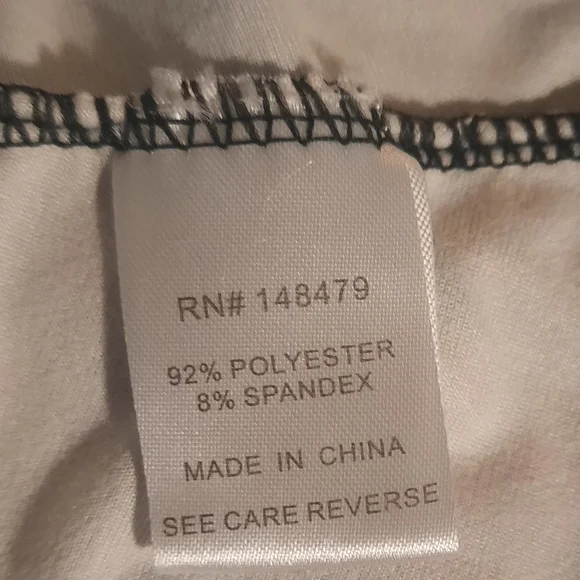 RN# 148479
92% POLYESTER
8% SPANDEX
MADE IN CHINA
SEE CARE REVERSE